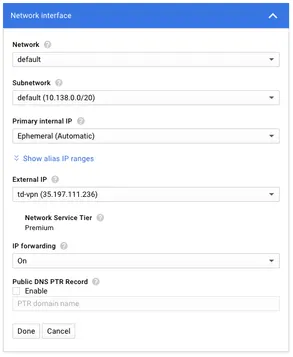 Network interface
Network
default
Subnetwork
default (10.138.0.0/20)
Primary internal IP
Ephemeral (Automatic)
Show alias IP ranges
External IP
td-vpn (35.197.111.236)
Network Service Tier
Premium
IP forwarding
On
Public DNS PTR Record
Enable
PTR domain name
Done Cancel